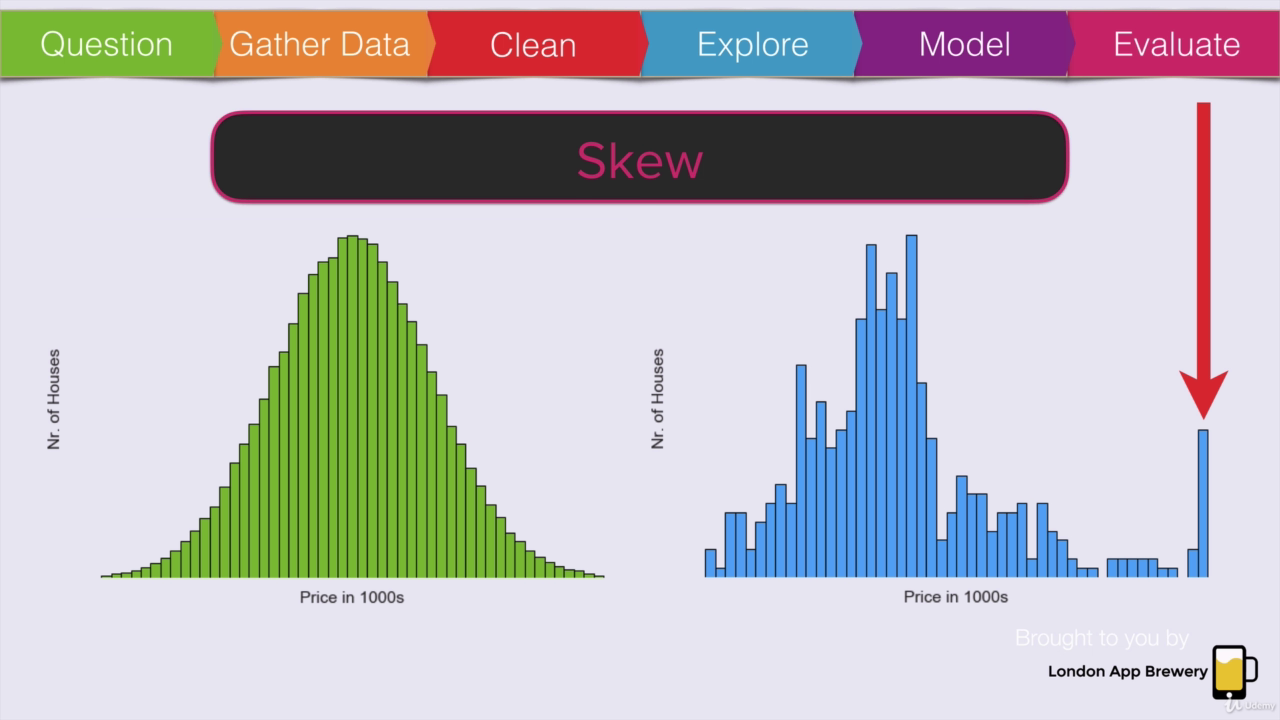 Question Gather Data Clean Explore Model Evaluate
Skew
Nr. of Houses
Price in 1000s
Nr. of Houses
Price in 1000s
Brought to you by
London App Brewery
Udemy